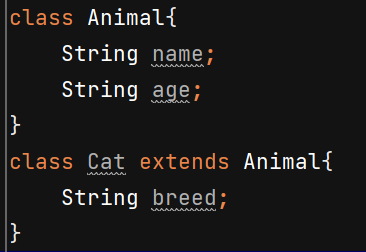 class Animal{
    String name;
    String age;
}
class Cat extends Animal{
    String breed;
}